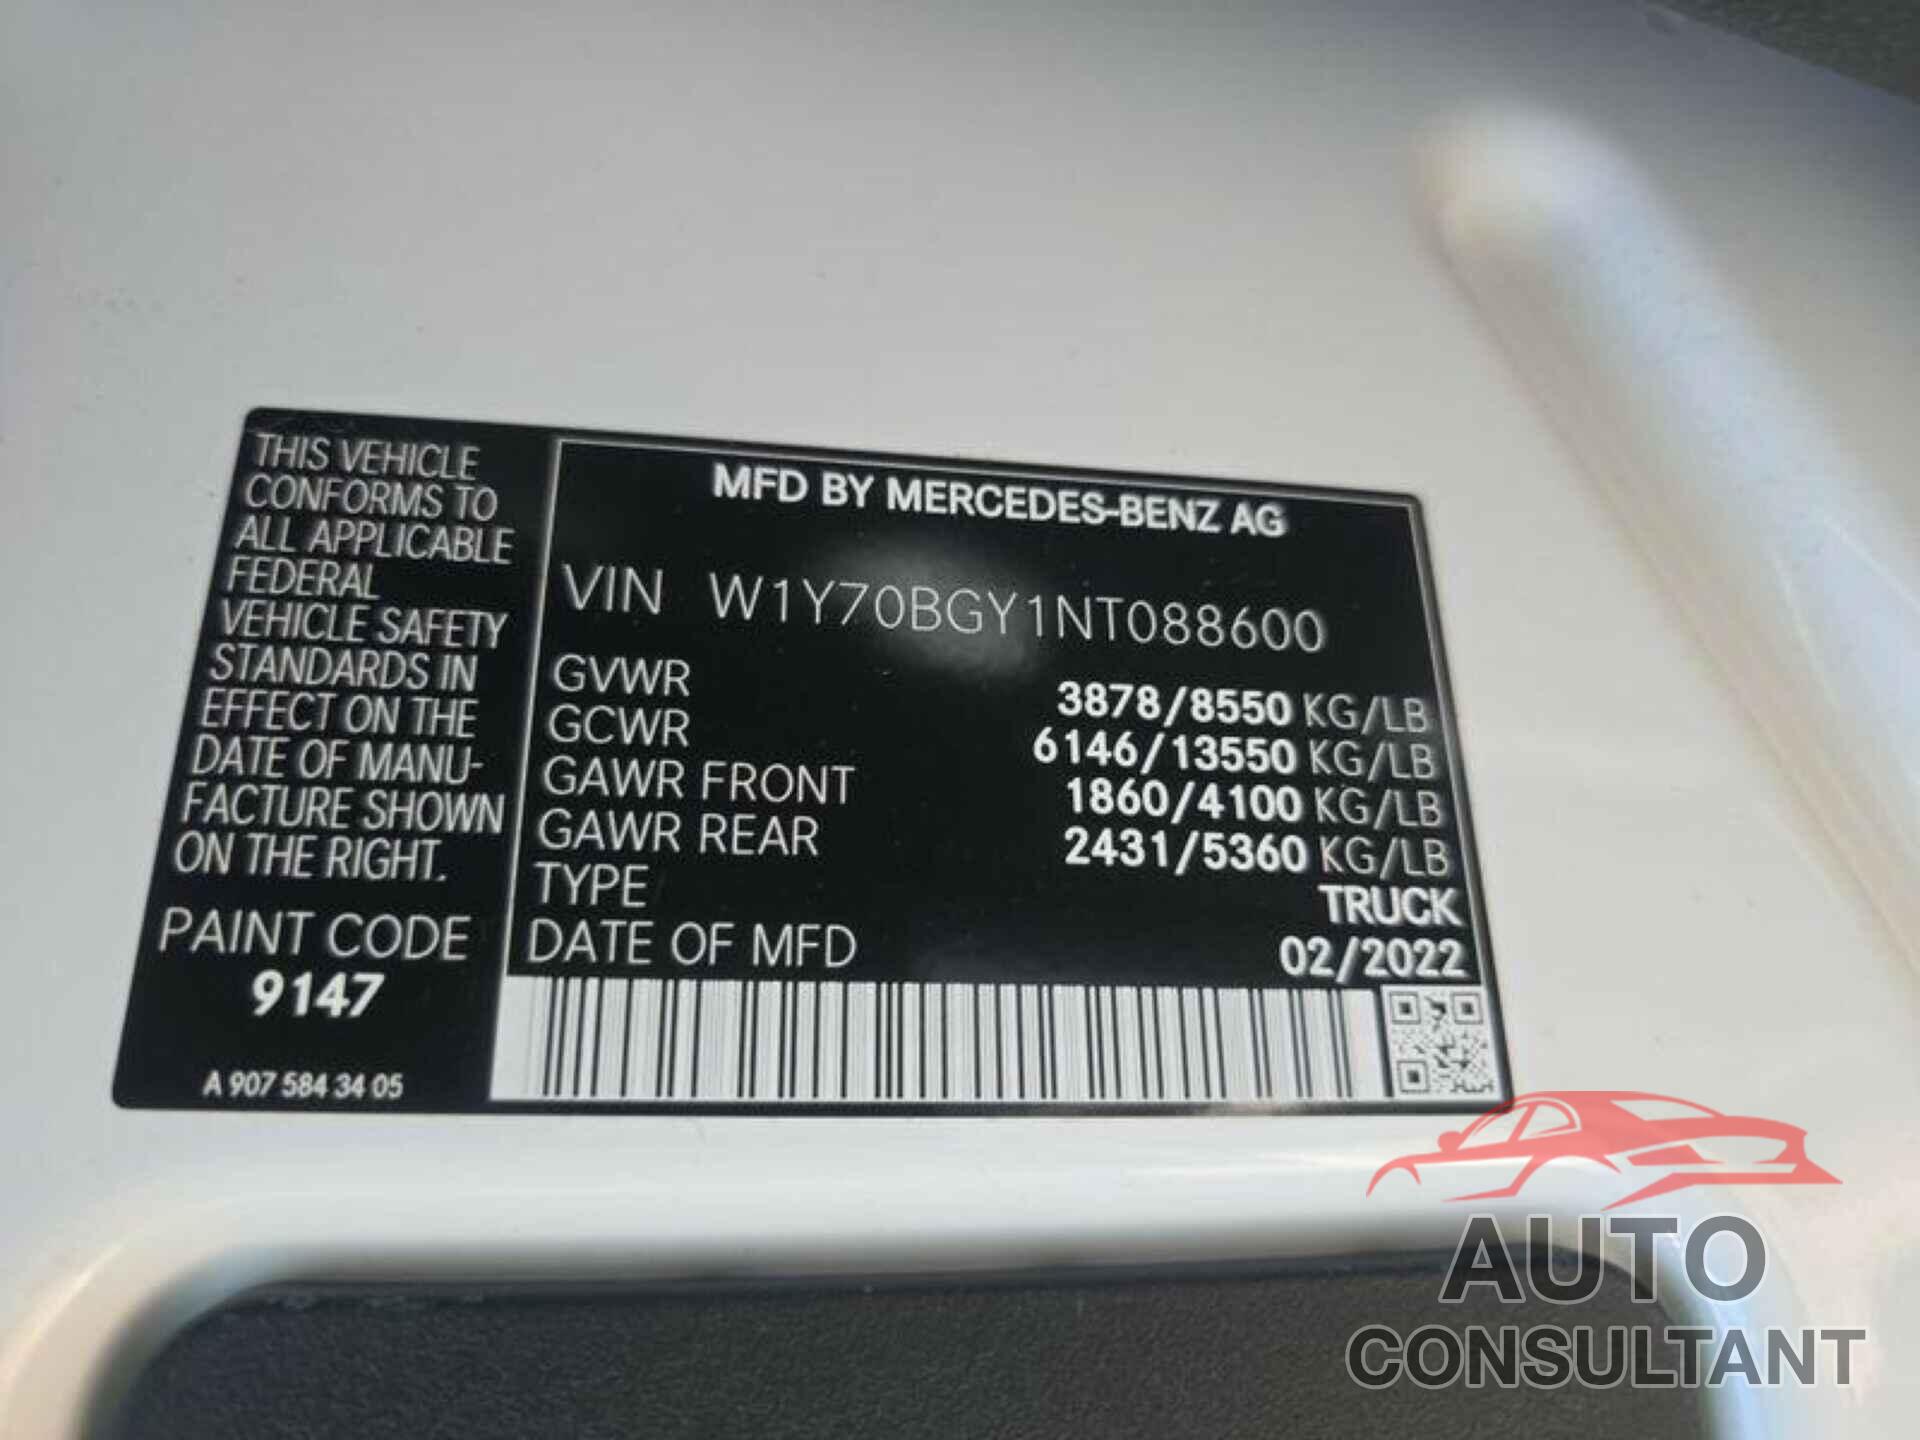 THIS VEHICLE
CONFORMS TO
ALL APPLICABLE
FEDERAL
VEHICLE SAFETY
STANDARDS IN
EFFECT ON THE
DATE OF MANU-
FACTURE SHOWN
ON THE RIGHT.
PAINT CODE
9147
A 907 584 34 05
MFD BY MERCEDES-BENZ AG
VIN W1Y70BGY1NT088600
GVWR 3878/8550 KG/LB
GCWR 6146/13550 KG/LB
GAWR FRONT 1860/4100 KG/LB
GAWR REAR 2431/5360 KG/LB
TYPE TRUCK
DATE OF MFD 02/2022
AUTO
CONSULTANT